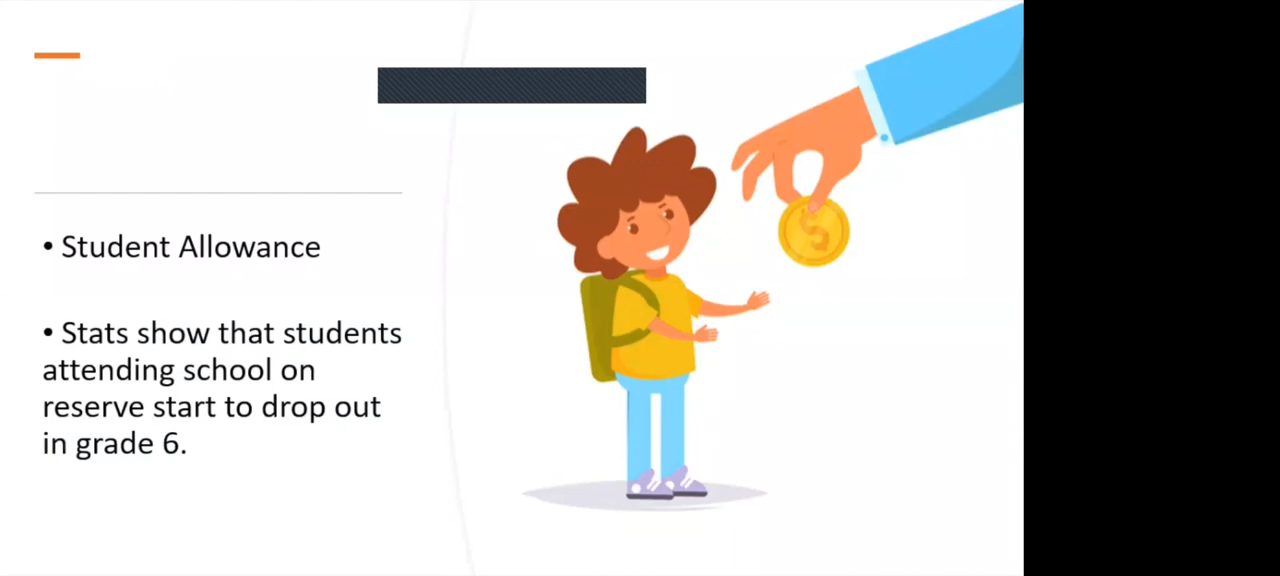 • Student Allowance
• Stats show that students
attending school on
reserve start to drop out
in grade 6.